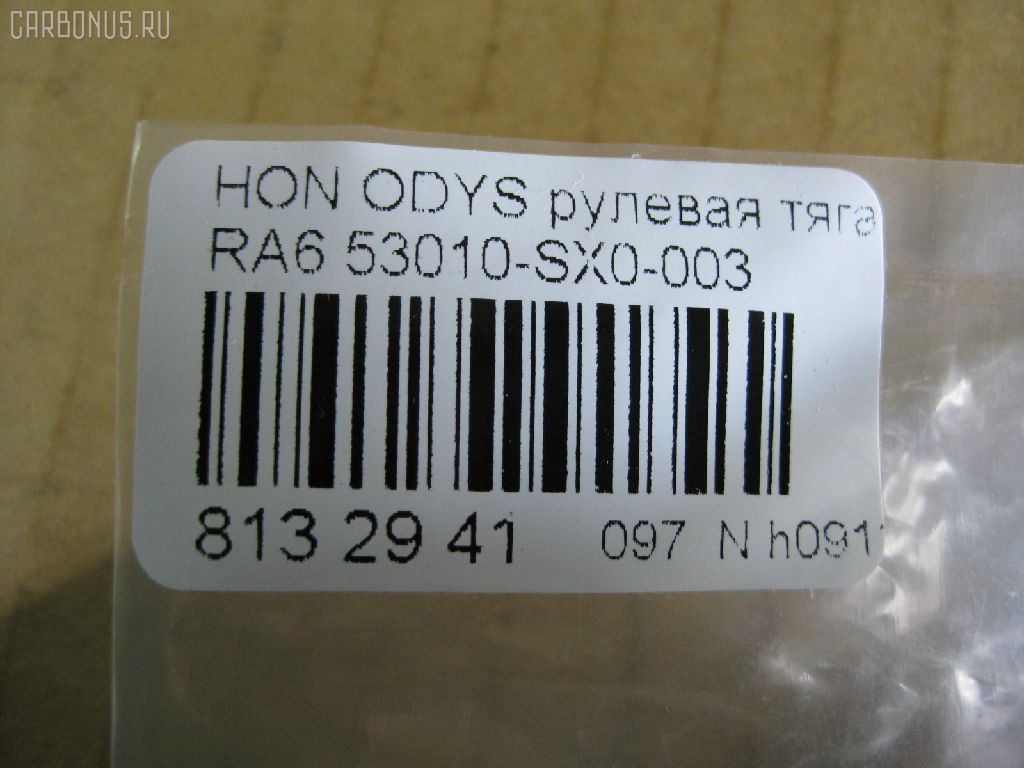 CARBONUS.RU
HON ODYS рулевая тяга
RA6 53010-SX0-003
813 29 41 097 N h091